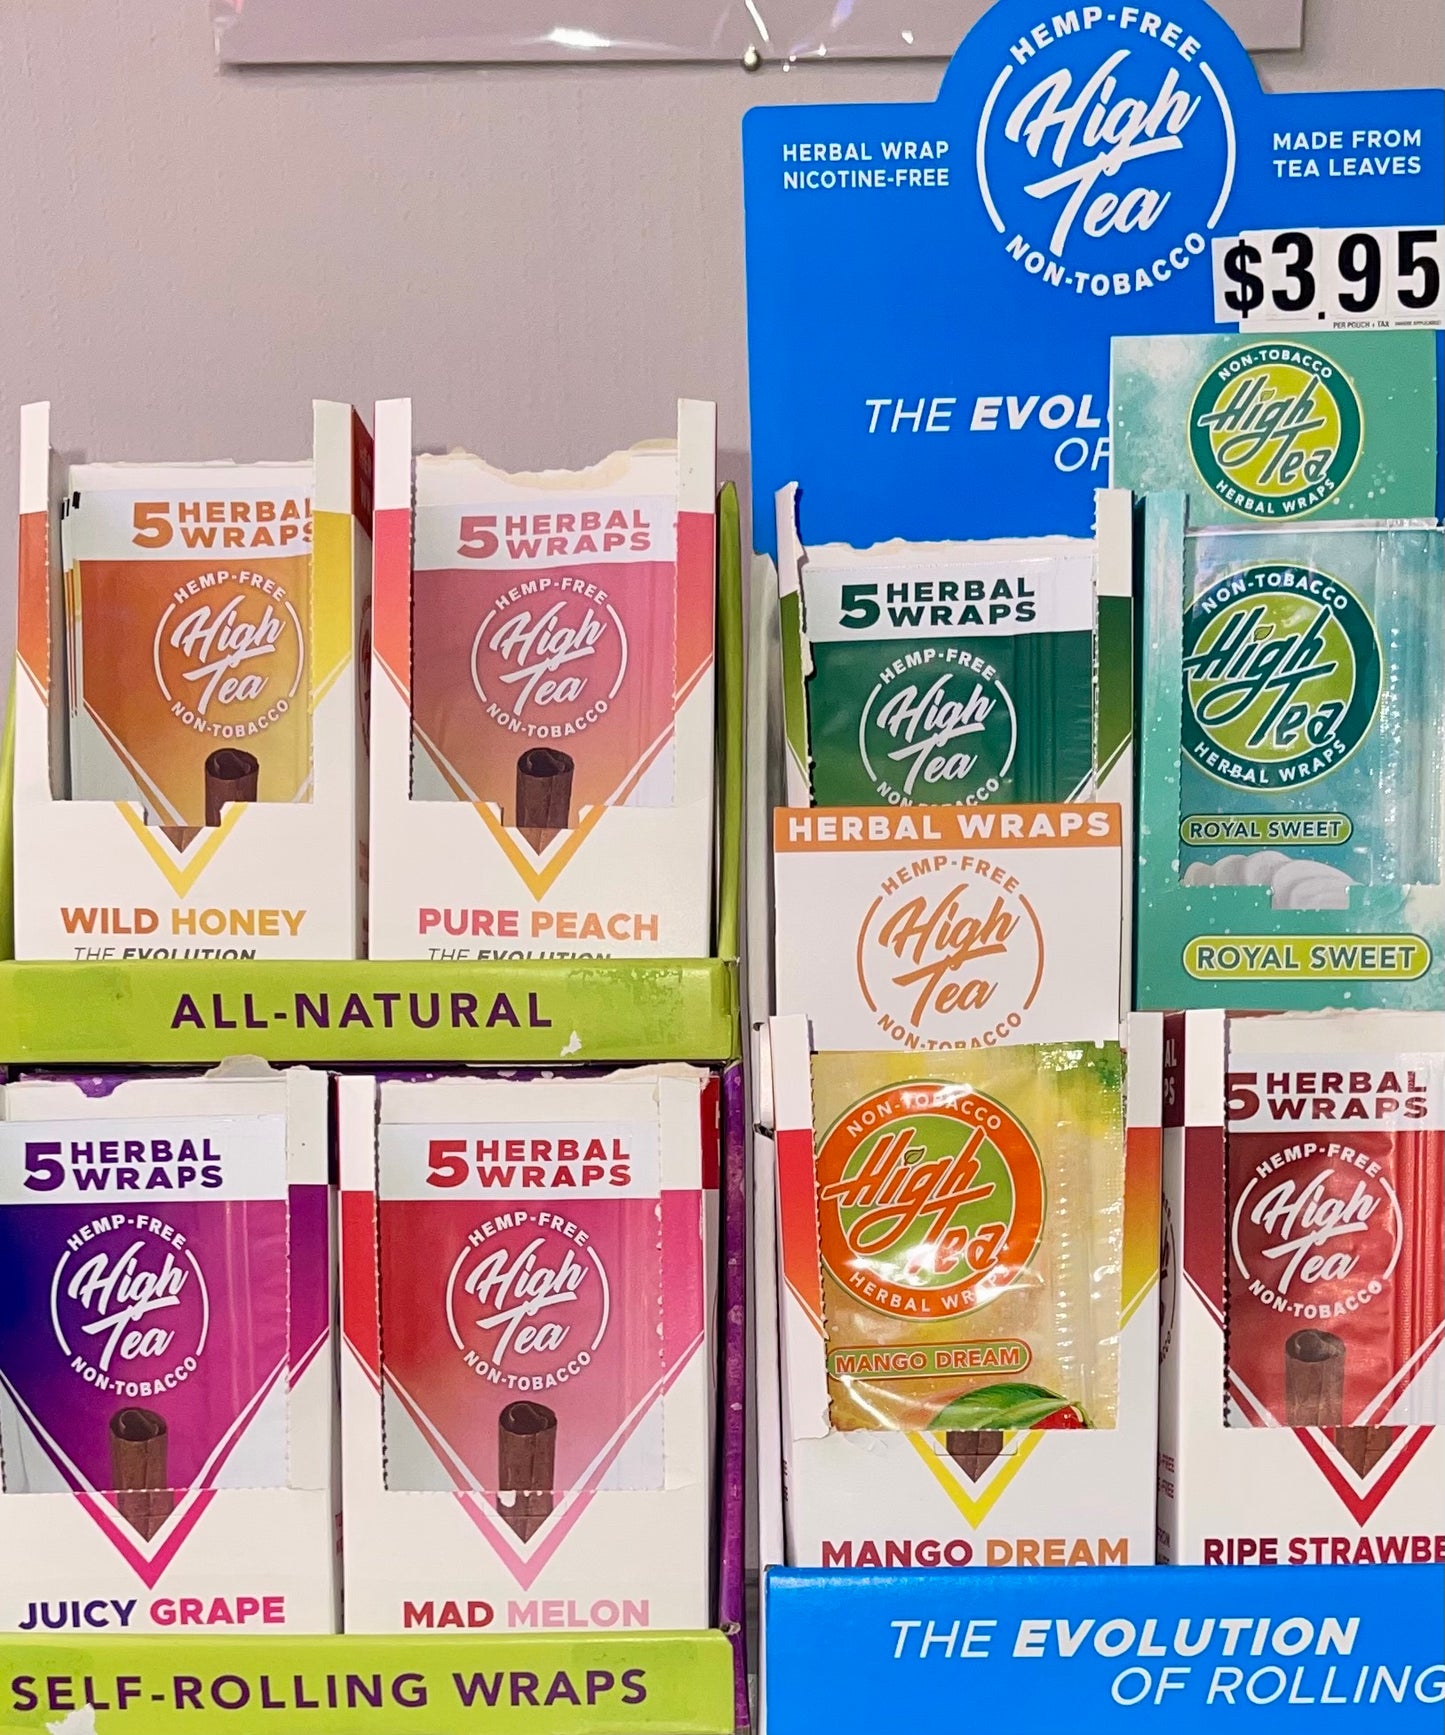 HEMP-FREE
High
Tea
NON-TOBACCO
HERBAL WRAP
NICOTINE-FREE
MADE FROM
TEA LEAVES
$3.95
PER POUCH + TAX
THE EVOL
OF
NON-TOBACCO
High
Tea
HERBAL WRAPS
5 HERBAL
WRAPS
HEMP-FREE
High
Tea
NON-TOBACCO
WILD HONEY
THE EVOLUTION
5 HERBAL
WRAPS
HEMP-FREE
High
Tea
NON-TOBACCO
PURE PEACH
THE EVOLUTION
5 HERBAL
WRAPS
HEMP-FREE
High
Tea
NON-TOBACCO
NON-TOBACCO
High
Tea
HERBAL WRAPS
ROYAL SWEET
ROYAL SWEET
HERBAL WRAPS
HEMP-FREE
High
Tea
NON-TOBACCO
ALL-NATURAL
5 HERBAL
WRAPS
HEMP-FREE
High
Tea
NON-TOBACCO
JUICY GRAPE
5 HERBAL
WRAPS
HEMP-FREE
High
Tea
NON-TOBACCO
MAD MELON
NON-TOBACCO
High
Tea
HERBAL WRAPS
MANGO DREAM
MANGO DREAM
5 HERBAL
WRAPS
HEMP-FREE
High
Tea
NON-TOBACCO
RIPE STRAWBE
SELF-ROLLING WRAPS
THE EVOLUTION
OF ROLLING